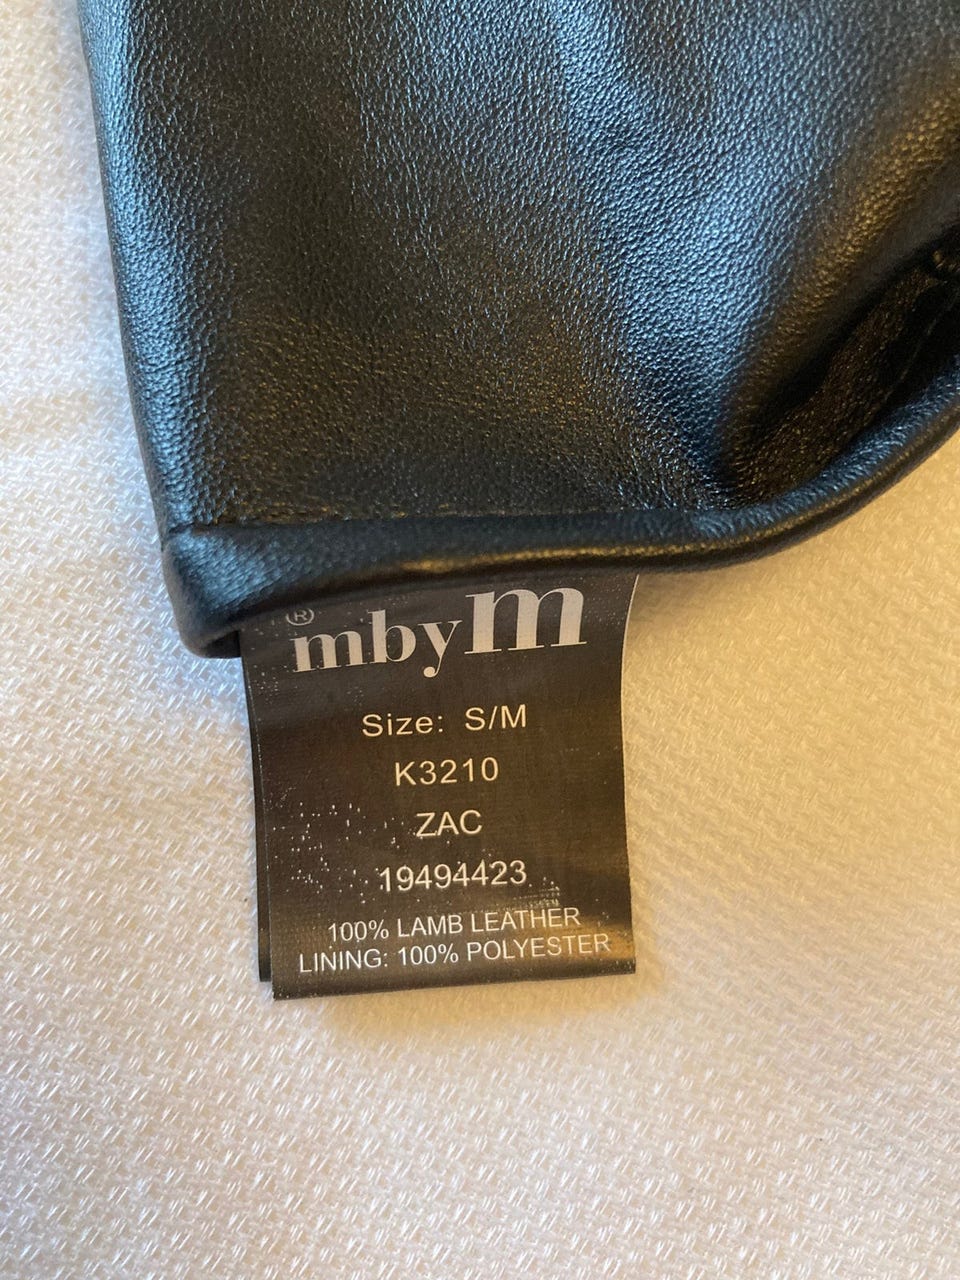 ® mbym
Size: S/M
K3210
ZAC
19494423
100% LAMB LEATHER
LINING: 100% POLYESTER